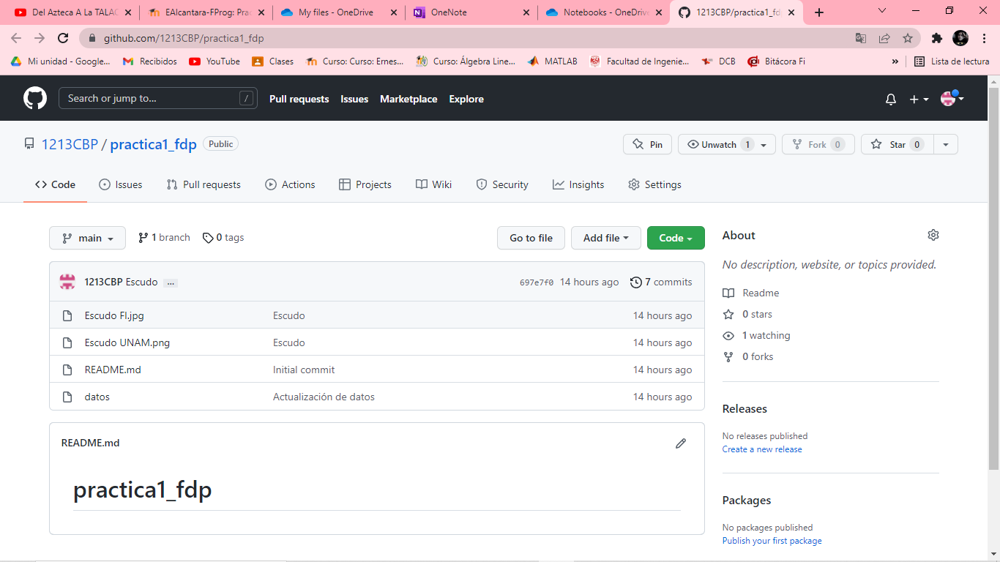 Del Azteca A La TALAC
EAlcantara-FProg: Prac
My files - OneDrive
OneNote
Notebooks - OneDrive
1213CBP/practica1_fd
github.com/1213CBP/practica1_fdp
Mi unidad - Google...
Recibidos
YouTube
Clases
Curso: Curso: Ernes...
Curso: Álgebra Line...
MATLAB
Facultad de Ingenie...
DCB
Bitácora Fi
»
Lista de lectura
Search or jump to...
/
Pull requests
Issues
Marketplace
Explore
1213CBP / practica1_fdp
Public
Pin
Unwatch 1
Fork 0
Star 0
Code
Issues
Pull requests
Actions
Projects
Wiki
Security
Insights
Settings
main
1 branch
0 tags
Go to file
Add file
Code
1213CBP Escudo ...
697e7f0 14 hours ago
7 commits
Escudo FI.jpg
Escudo
14 hours ago
Escudo UNAM.png
Escudo
14 hours ago
README.md
Initial commit
14 hours ago
datos
Actualización de datos
14 hours ago
README.md
practica1_fdp
About
No description, website, or topics provided.
Readme
0 stars
1 watching
0 forks
Releases
No releases published
Create a new release
Packages
No packages published
Publish your first package